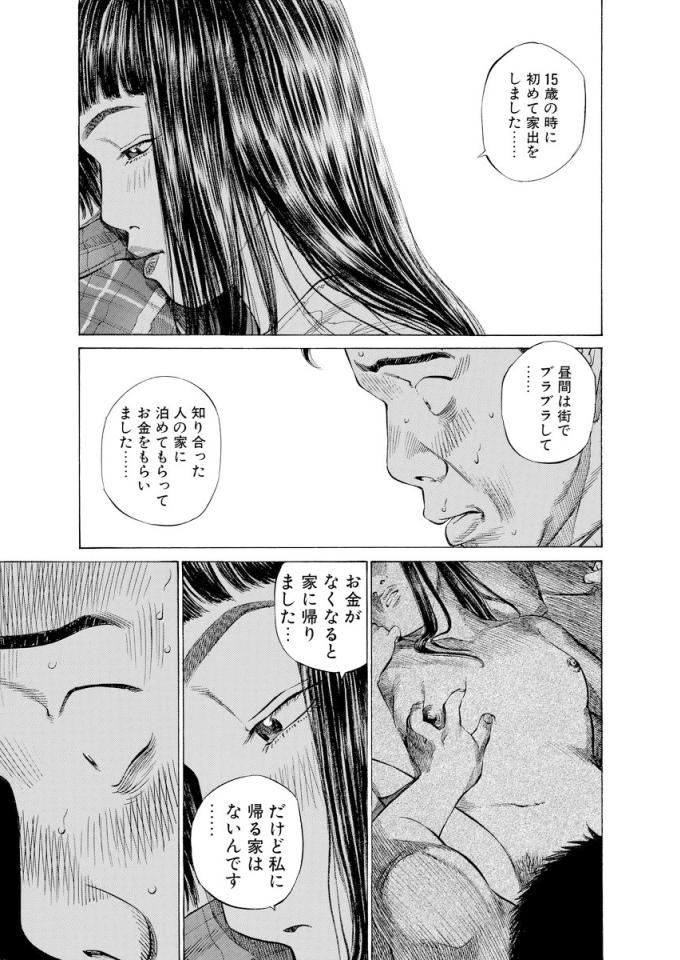 15歳の時に
初めて家出を
しました……
昼間は街で
ブラブラして
……
知り合った
人の家に
泊めてもらって
お金をもらい
ました……
お金が
なくなると
家に帰り
ました…
だけど私に
帰る家は
ないんです
……